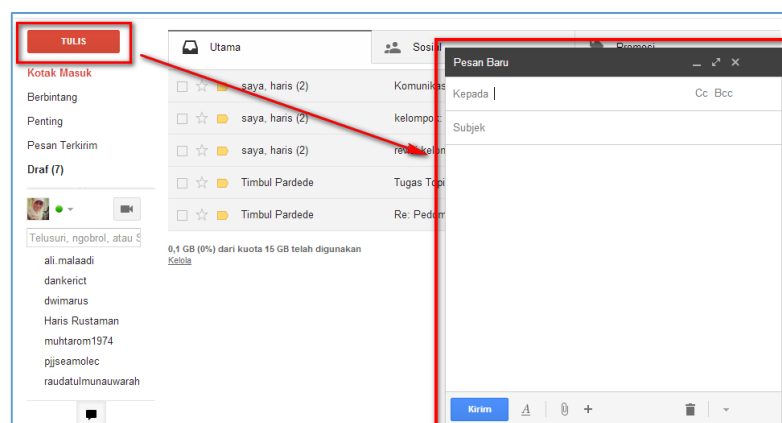 TULIS
Kotak Masuk
Berbintang
Penting
Pesan Terkirim
Draf (7)
Telusuri, ngobrol, atau S
ali.malaadi
dankerict
dwimarus
Haris Rustaman
muhtarom1974
pjjseamolec
raudatulmunauwarah
Utama
Sosial
Promosi
saya, haris (2) Komunikas
saya, haris (2) kelompok:
saya, haris (2)
Timbul Pardede Tugas Topi
Timbul Pardede Re: Pedom
0,1 GB (0%) dari kuota 15 GB telah digunakan
Kelola
Pesan Baru
Kepada Cc Bcc
Subjek
Kirim A